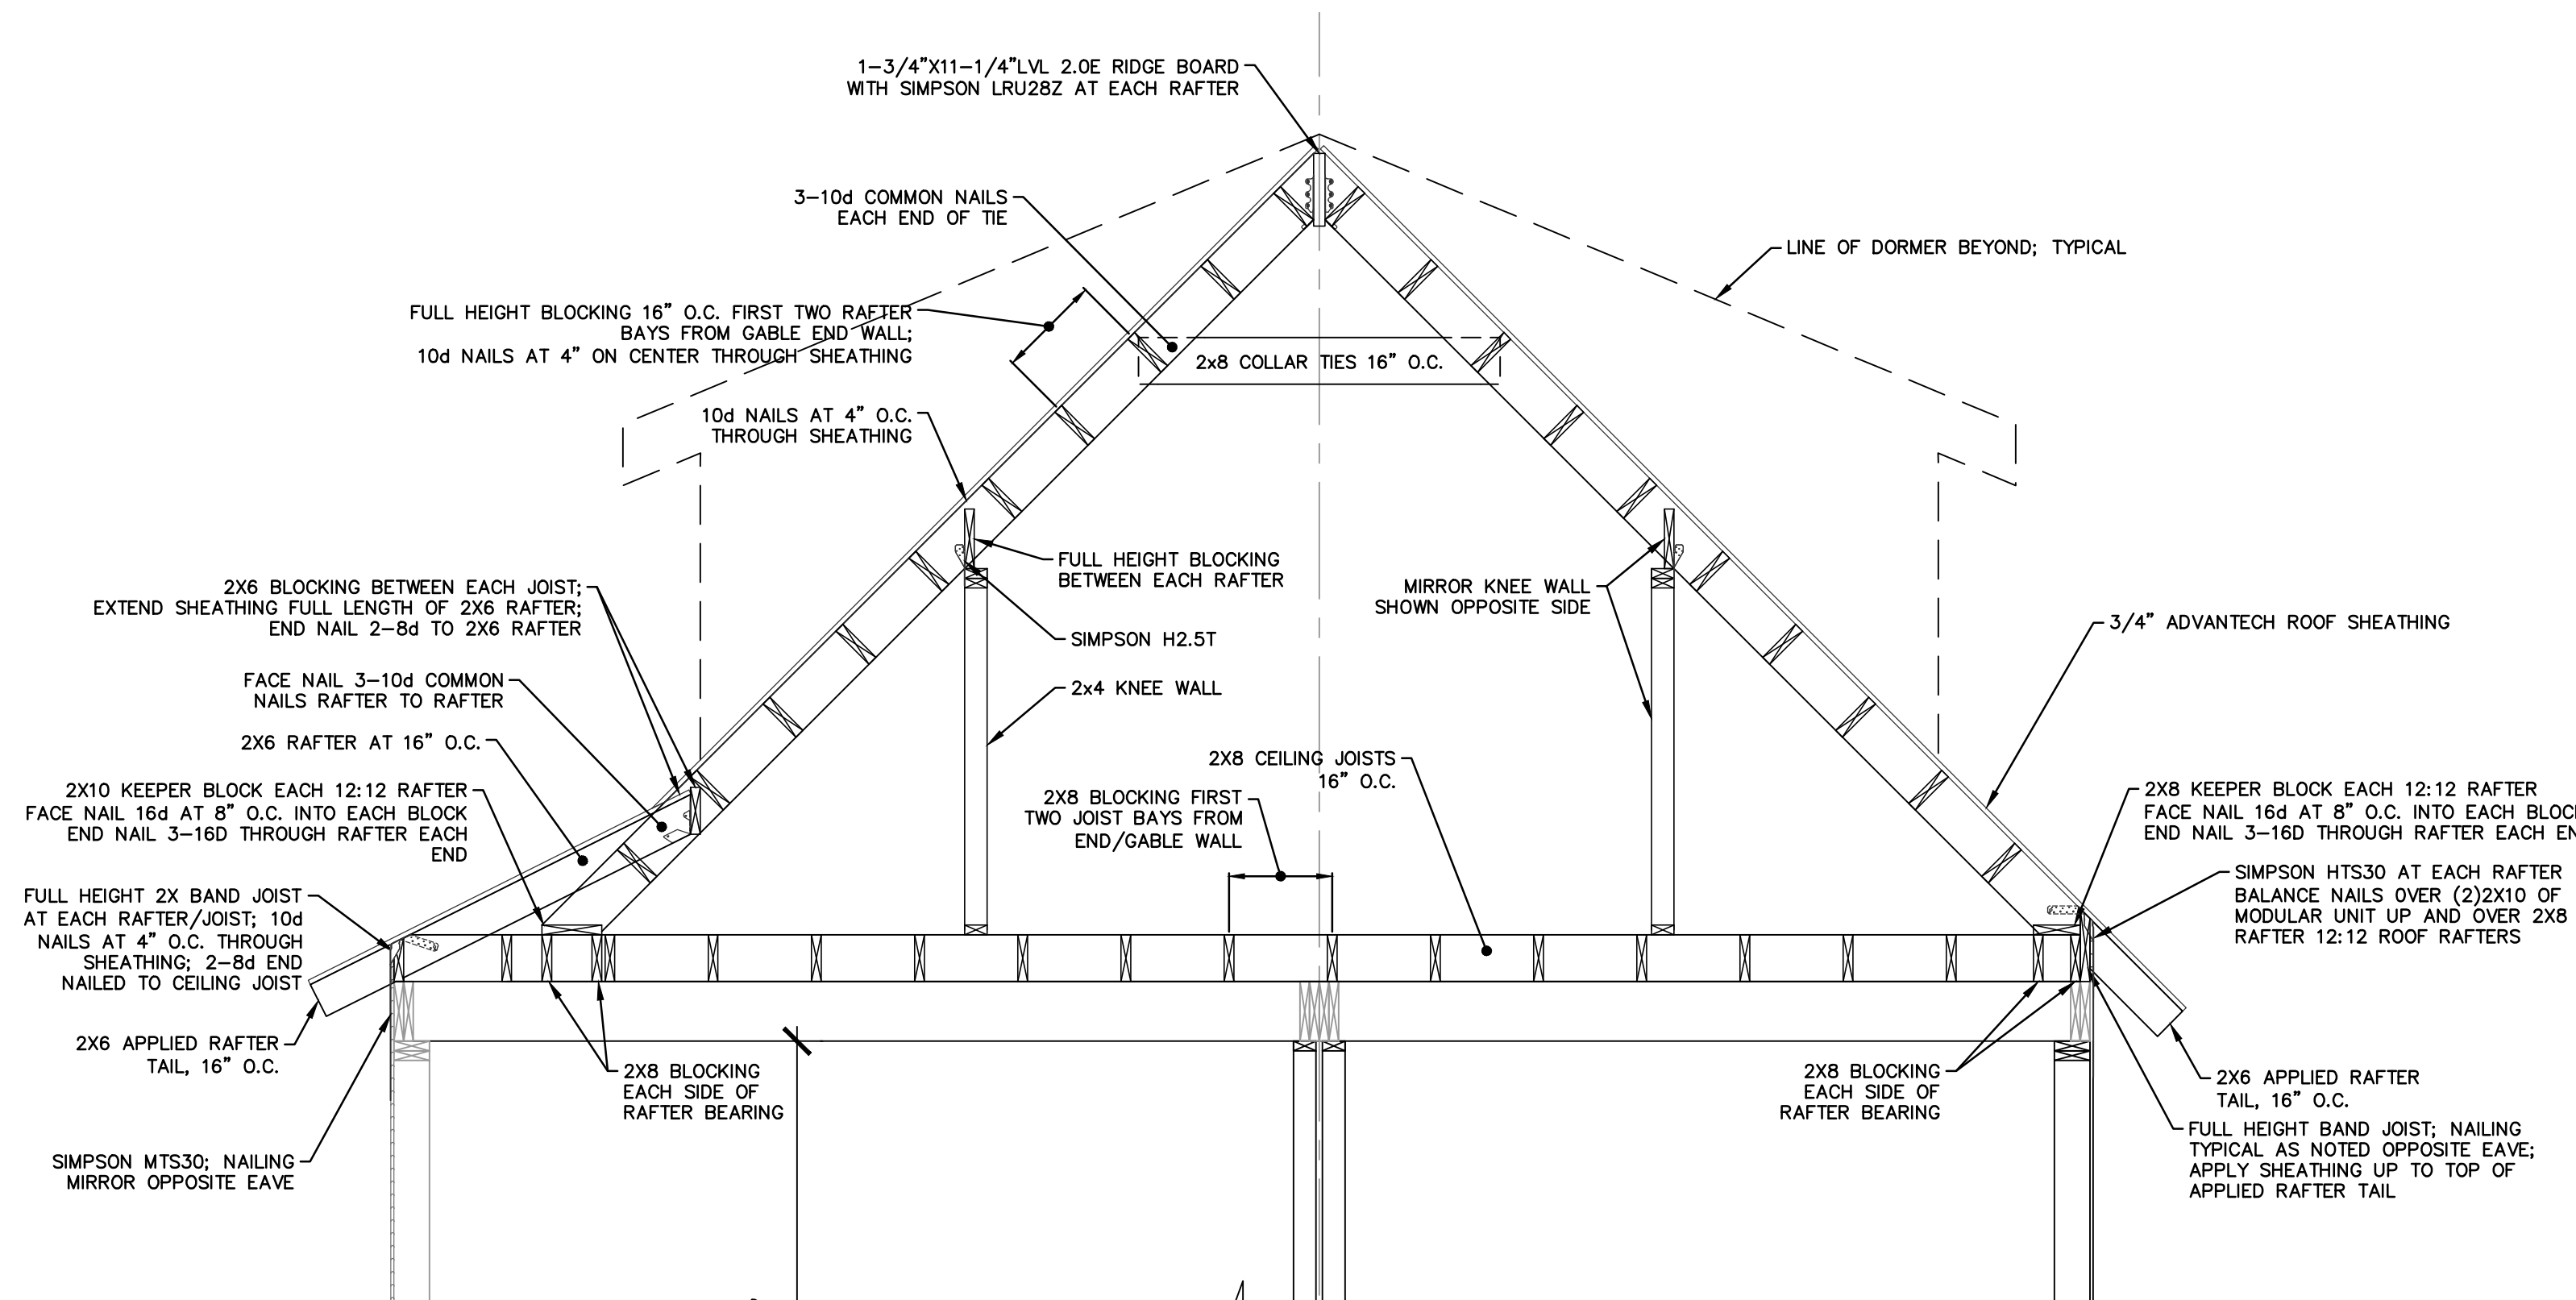 1-3/4"X11-1/4"LVL 2.0E RIDGE BOARD
WITH SIMPSON LRU28Z AT EACH RAFTER
3-10d COMMON NAILS
EACH END OF TIE
LINE OF DORMER BEYOND; TYPICAL
FULL HEIGHT BLOCKING 16" O.C. FIRST TWO RAFTER
BAYS FROM GABLE END WALL;
10d NAILS AT 4" ON CENTER THROUGH SHEATHING
2x8 COLLAR TIES 16" O.C.
10d NAILS AT 4" O.C.
THROUGH SHEATHING
FULL HEIGHT BLOCKING
BETWEEN EACH RAFTER
2X6 BLOCKING BETWEEN EACH JOIST;
EXTEND SHEATHING FULL LENGTH OF 2X6 RAFTER;
END NAIL 2-8d TO 2X6 RAFTER
MIRROR KNEE WALL
SHOWN OPPOSITE SIDE
SIMPSON H2.5T
3/4" ADVANTECH ROOF SHEATHING
FACE NAIL 3-10d COMMON
NAILS RAFTER TO RAFTER
2x4 KNEE WALL
2X6 RAFTER AT 16" O.C.
2X8 CEILING JOISTS
16" O.C.
2X10 KEEPER BLOCK EACH 12:12 RAFTER
FACE NAIL 16d AT 8" O.C. INTO EACH BLOCK
END NAIL 3-16D THROUGH RAFTER EACH
END
2X8 BLOCKING FIRST
TWO JOIST BAYS FROM
END/GABLE WALL
2X8 KEEPER BLOCK EACH 12:12 RAFTER
FACE NAIL 16d AT 8" O.C. INTO EACH BLOC
END NAIL 3-16D THROUGH RAFTER EACH EN
FULL HEIGHT 2X BAND JOIST
AT EACH RAFTER/JOIST; 10d
NAILS AT 4" O.C. THROUGH
SHEATHING; 2-8d END
NAILED TO CEILING JOIST
SIMPSON HTS30 AT EACH RAFTER
BALANCE NAILS OVER (2)2X10 OF
MODULAR UNIT UP AND OVER 2X8
RAFTER 12:12 ROOF RAFTERS
2X6 APPLIED RAFTER
TAIL, 16" O.C.
2X8 BLOCKING
EACH SIDE OF
RAFTER BEARING
2X8 BLOCKING
EACH SIDE OF
RAFTER BEARING
2X6 APPLIED RAFTER
TAIL, 16" O.C.
SIMPSON MTS30; NAILING
MIRROR OPPOSITE EAVE
FULL HEIGHT BAND JOIST; NAILING
TYPICAL AS NOTED OPPOSITE EAVE;
APPLY SHEATHING UP TO TOP OF
APPLIED RAFTER TAIL